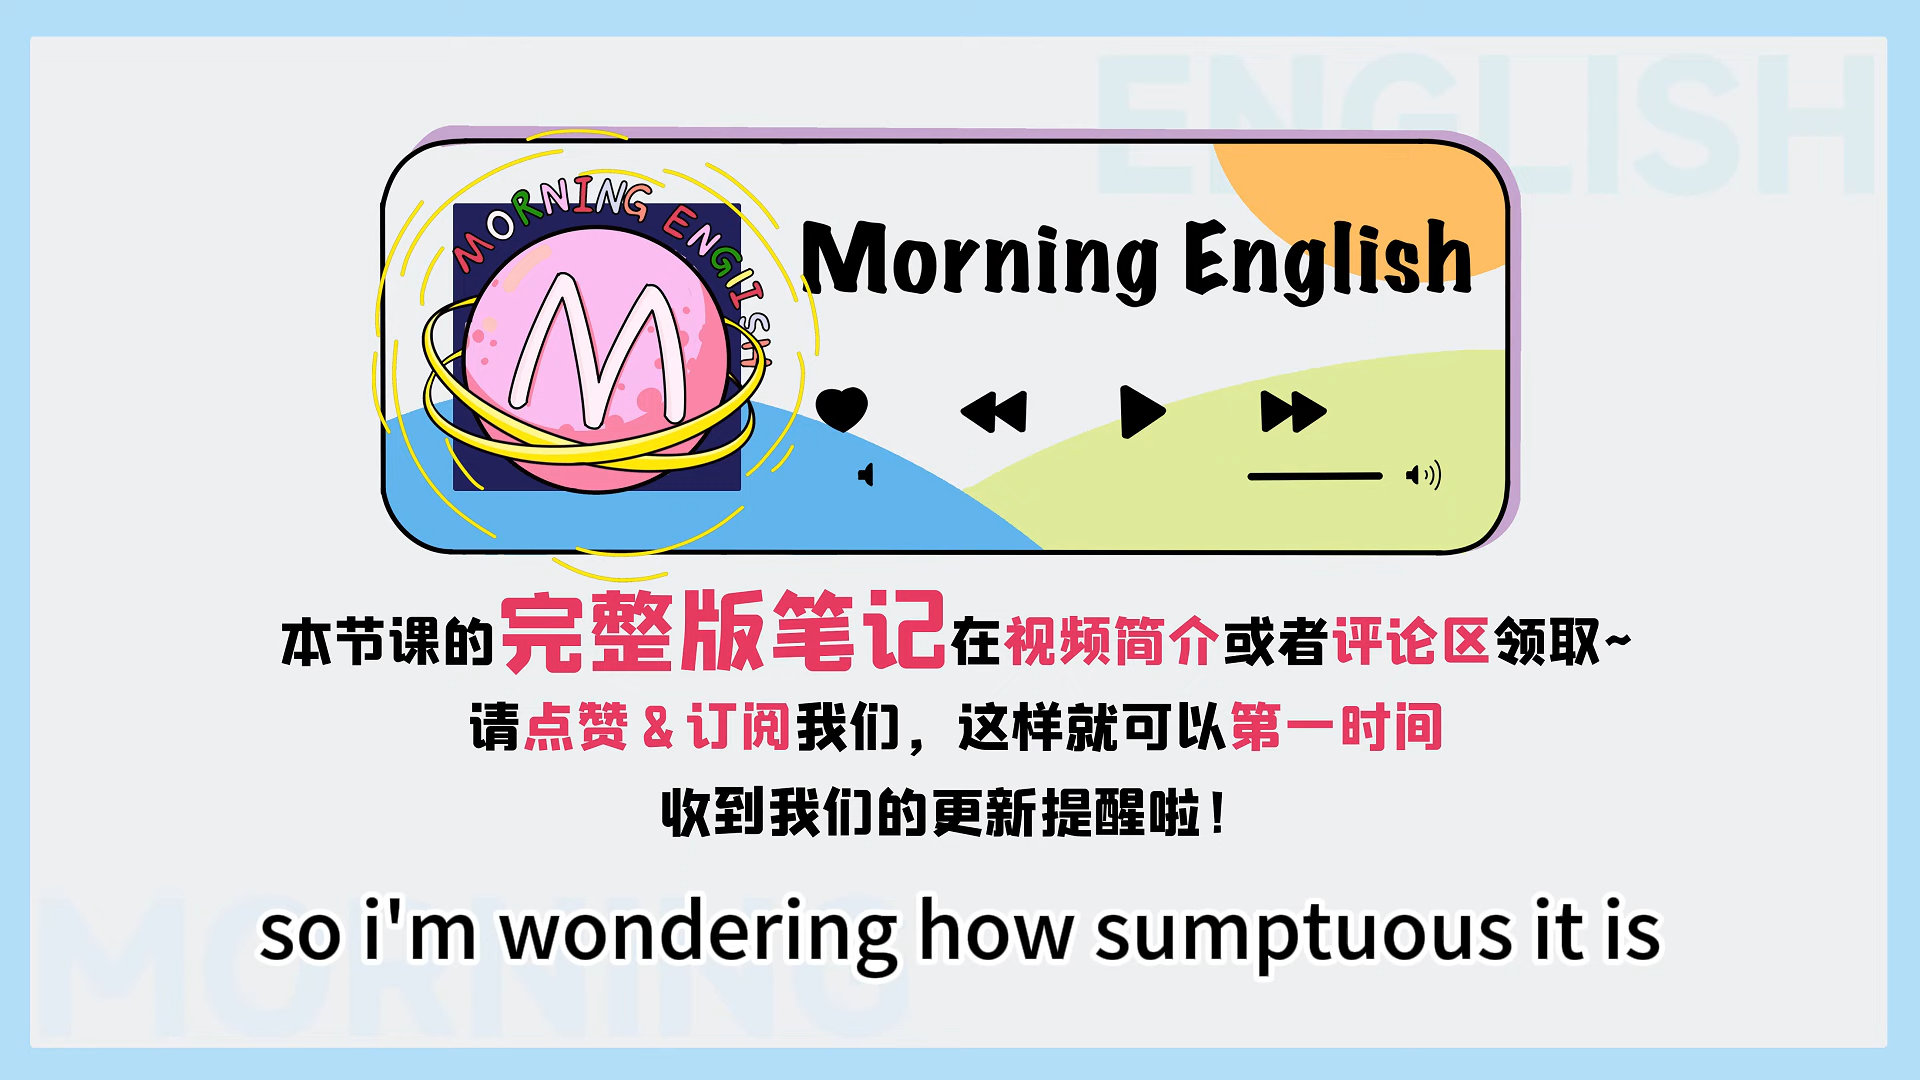 ENGLISH
MORNING ENGLISH
M
Morning English
本节课的完整版笔记在视频简介或者评论区领取~
请点赞&订阅我们，这样就可以第一时间
收到我们的更新提醒啦！
so i'm wondering how sumptuous it is
MORNING